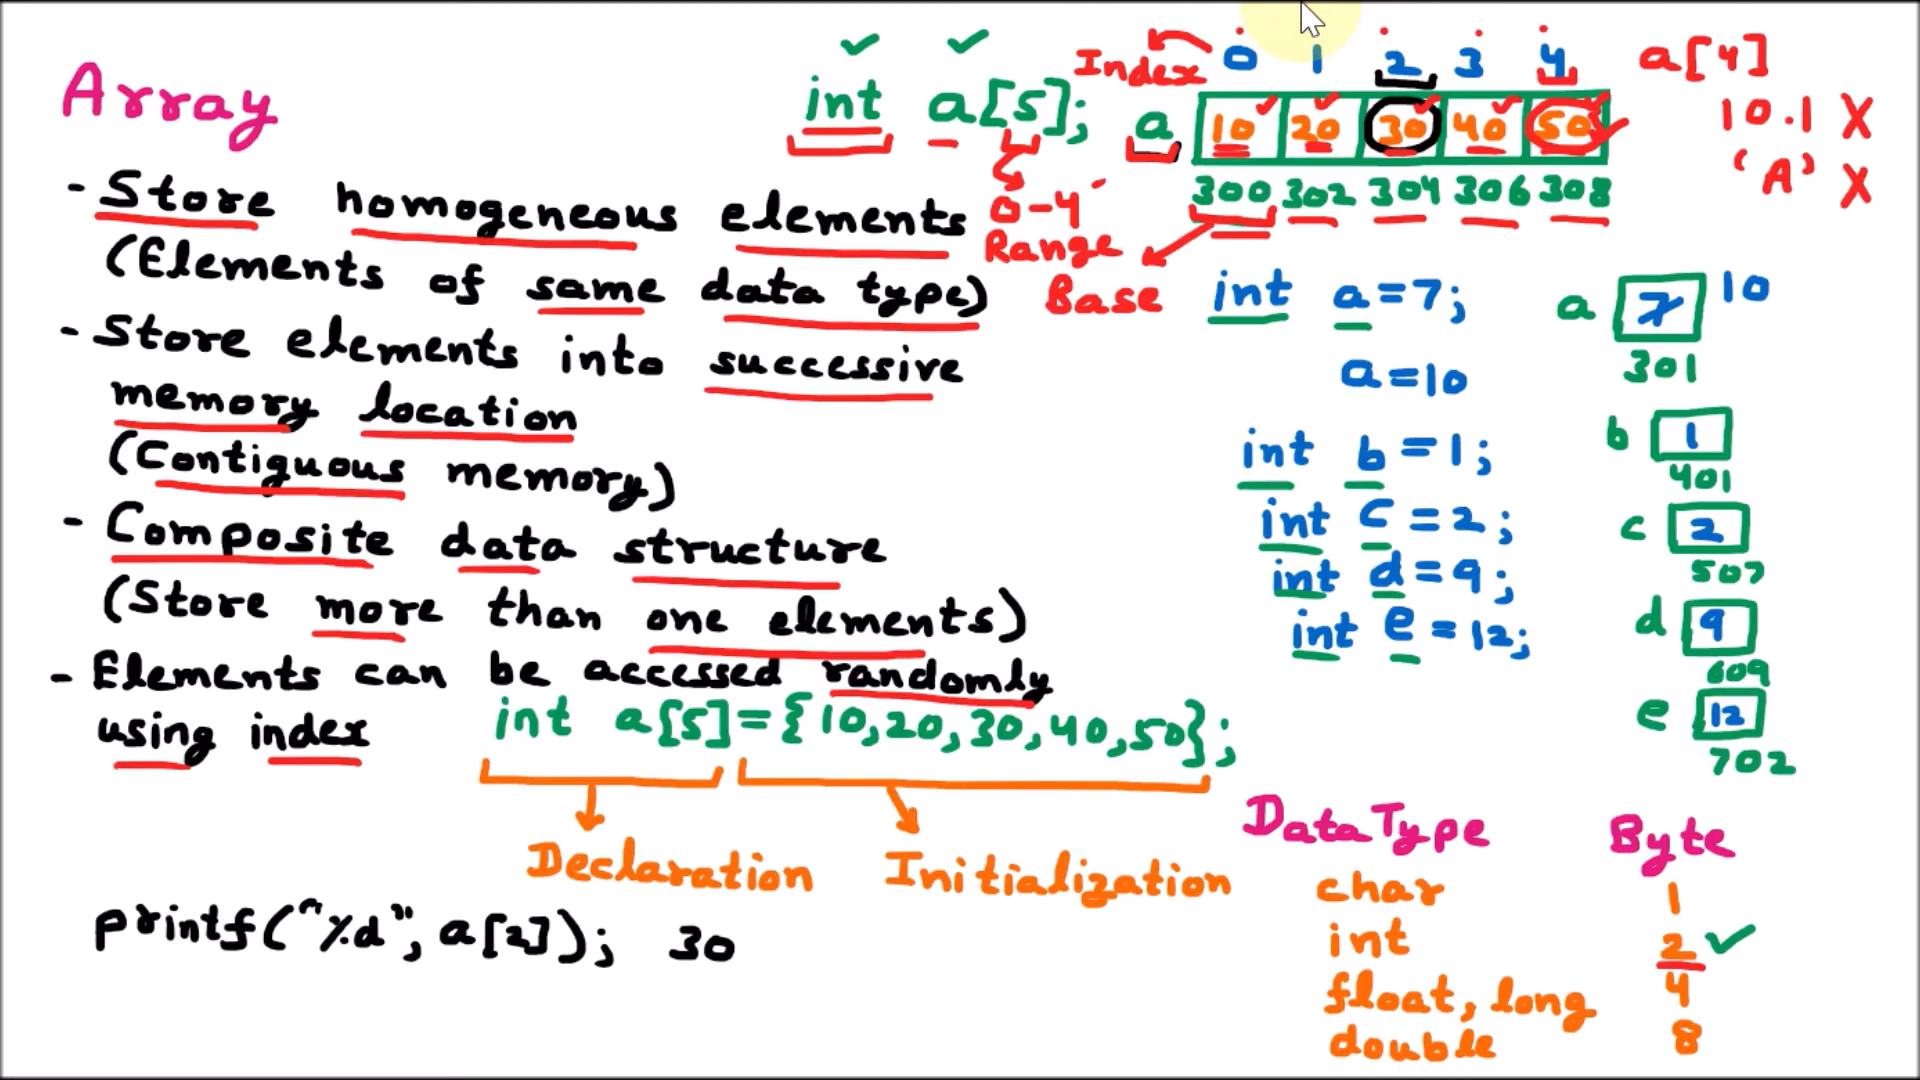 Array
- Store homogeneous elements
(Elements of same data type)
- Store elements into successive
memory location
(Contiguous memory)
- Composite data structure
(Store more than one elements)
- Elements can be accessed randomly
using index
int a[5];
0-4
Range
Index 0 1 2 3 4
a 10 20 30 40 50
300 302 304 306 308
Base
a[4]
10.1 X
'A' X
int a=7;
a=10
int b=1;
int c=2;
int d=9;
int e=12;
a 7 10
301
b 1
401
c 2
507
d 9
609
e 12
702
int a[5]={10,20,30,40,50};
Declaration Initialization
printf("%d", a[2]); 30
DataType Byte
char 1
int 2
float, long 4
double 8